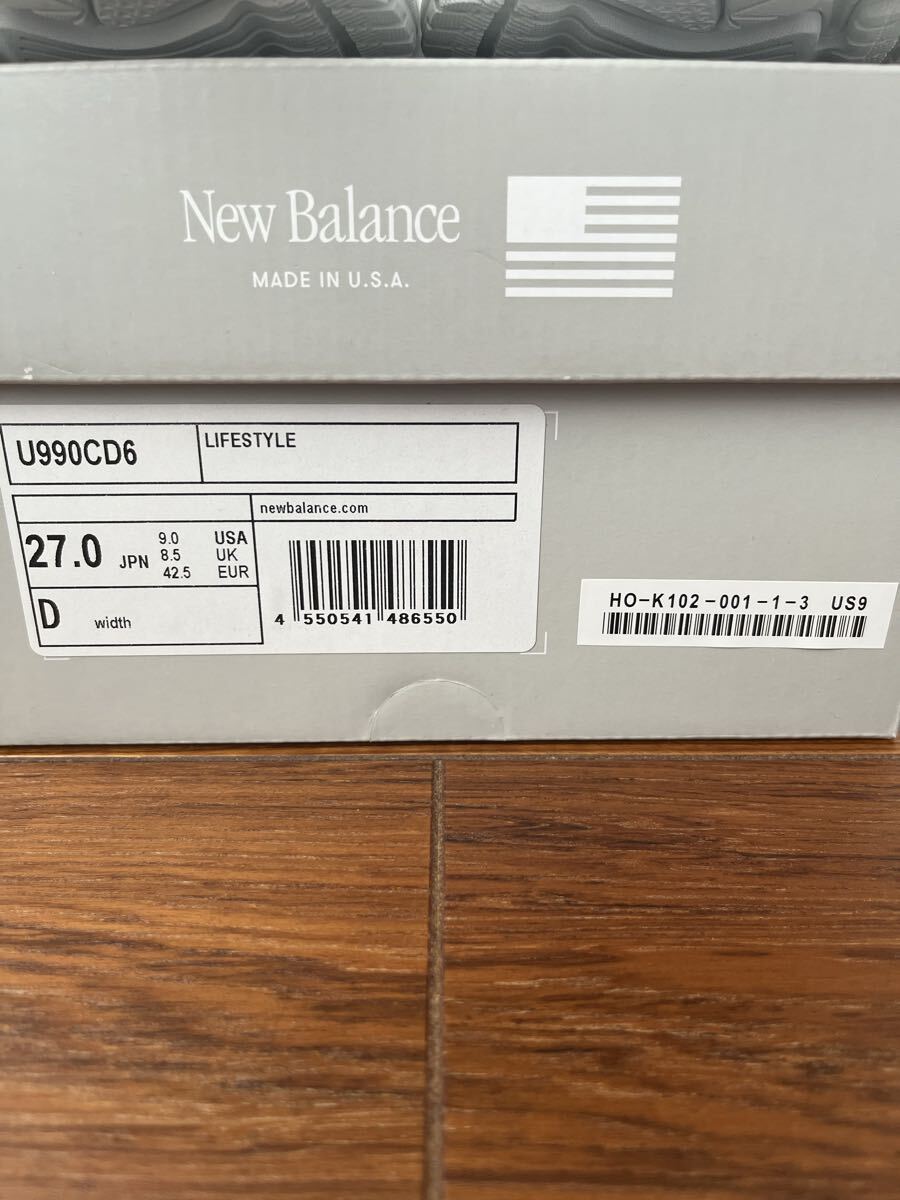 New Balance
MADE IN U.S.A.
U990CD6
LIFESTYLE
newbalance.com
27.0 JPN
9.0 USA
8.5 UK
42.5 EUR
D width
4 550541 486550
HO-K102-001-1-3 US9